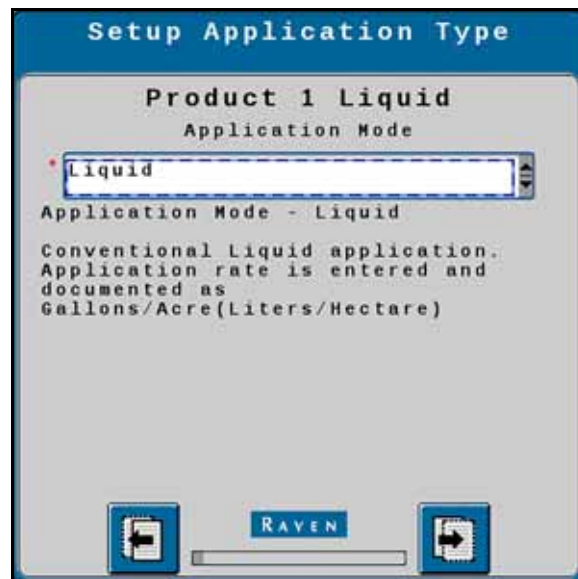 Setup Application Type
Product 1 Liquid
Application Mode
* Liquid
Application Mode - Liquid
Conventional Liquid application.
Application rate is entered and
documented as
Gallons/Acre(Liters/Hectare)
RAVEN